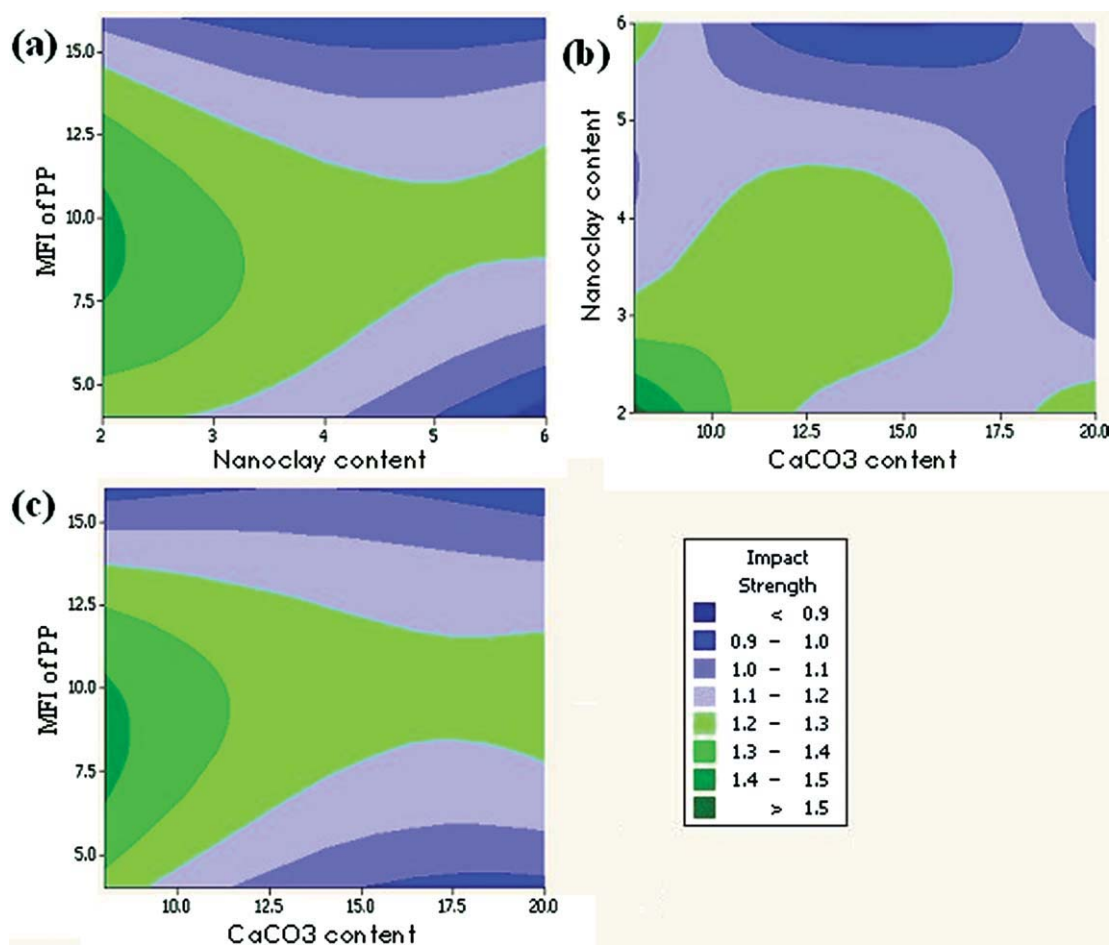 (a)
15.0
12.5
10.0
7.5
5.0
MFI of PP
2 3 4 5 6
Nanoclay content
(b)
6
5
4
3
2
Nanoclay content
10.0 12.5 15.0 17.5 20.0
CaCO3 content
(c)
15.0
12.5
10.0
7.5
5.0
MFI of PP
10.0 12.5 15.0 17.5 20.0
CaCO3 content
Impact
Strength
< 0.9
0.9 – 1.0
1.0 – 1.1
1.1 – 1.2
1.2 – 1.3
1.3 – 1.4
1.4 – 1.5
> 1.5